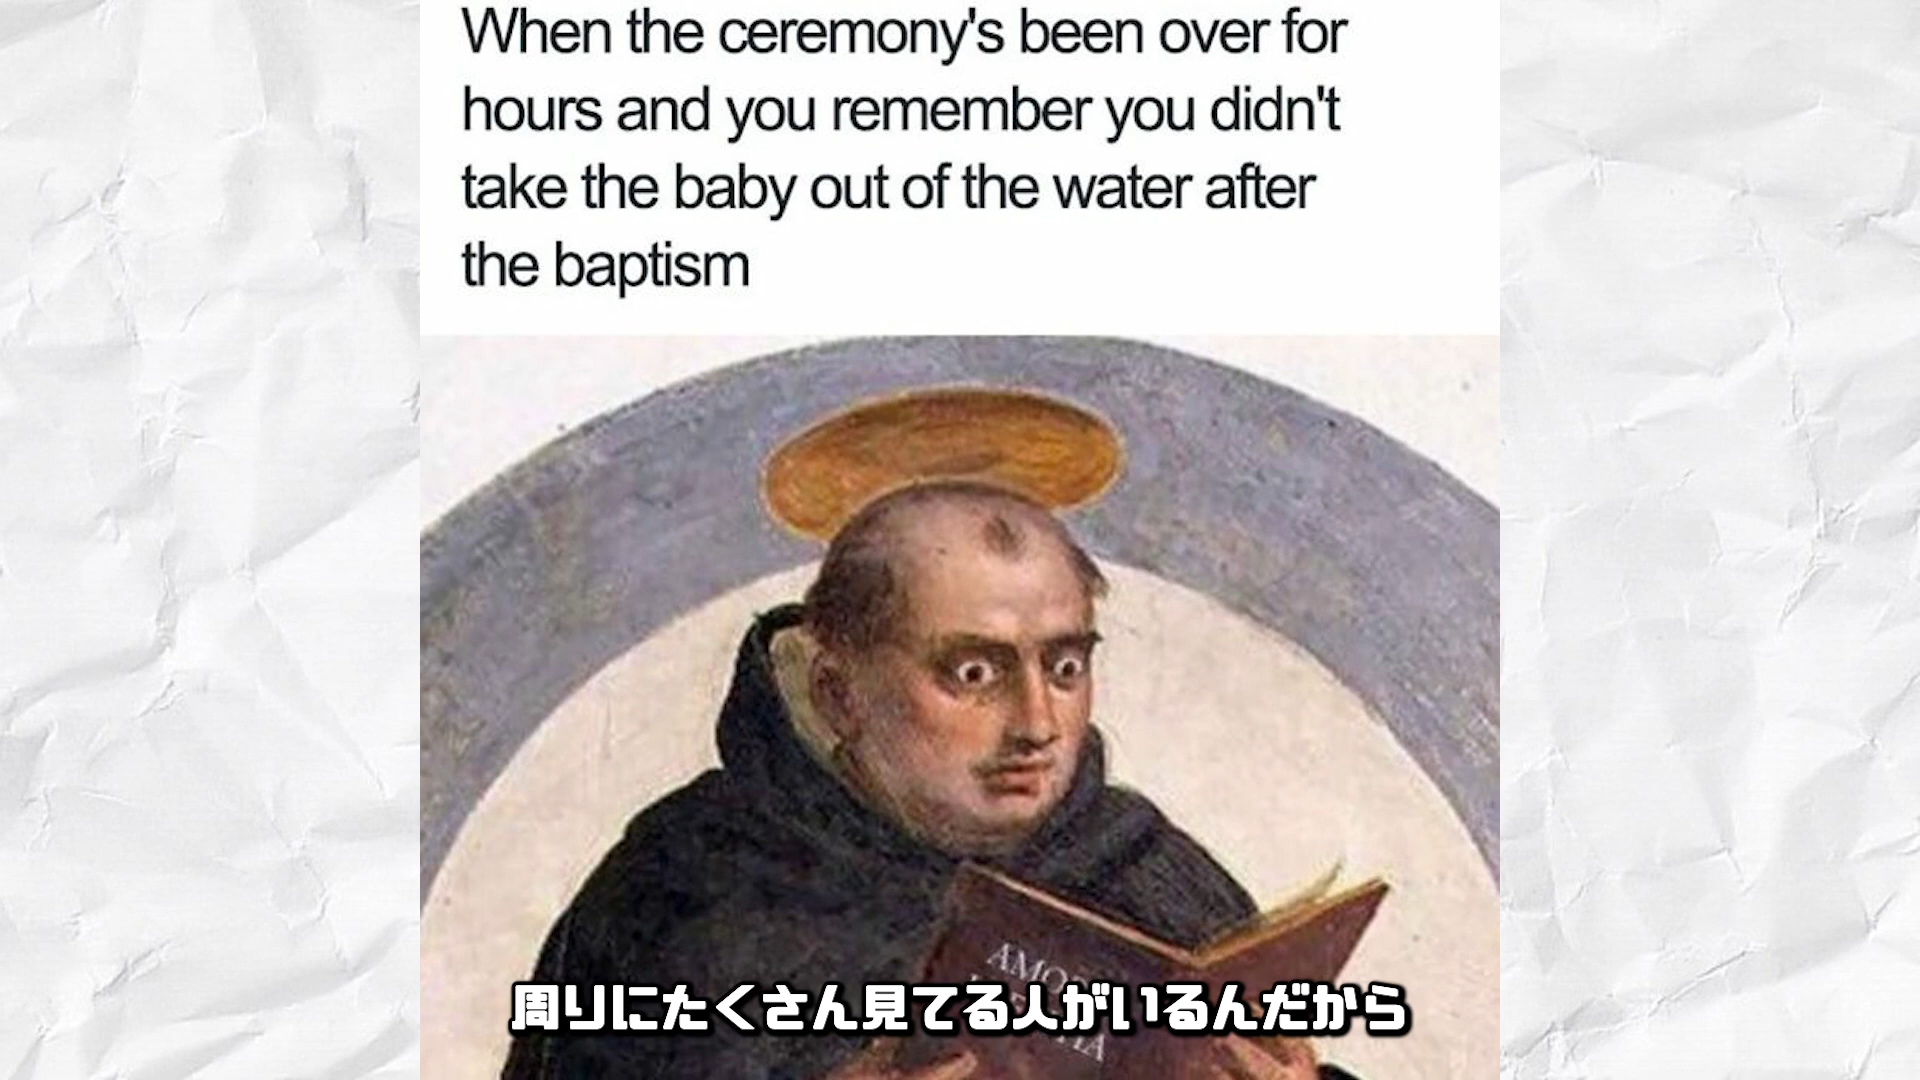 When the ceremony's been over for
hours and you remember you didn't
take the baby out of the water after
the baptism
周りにたくさん見てる人がいるんだから